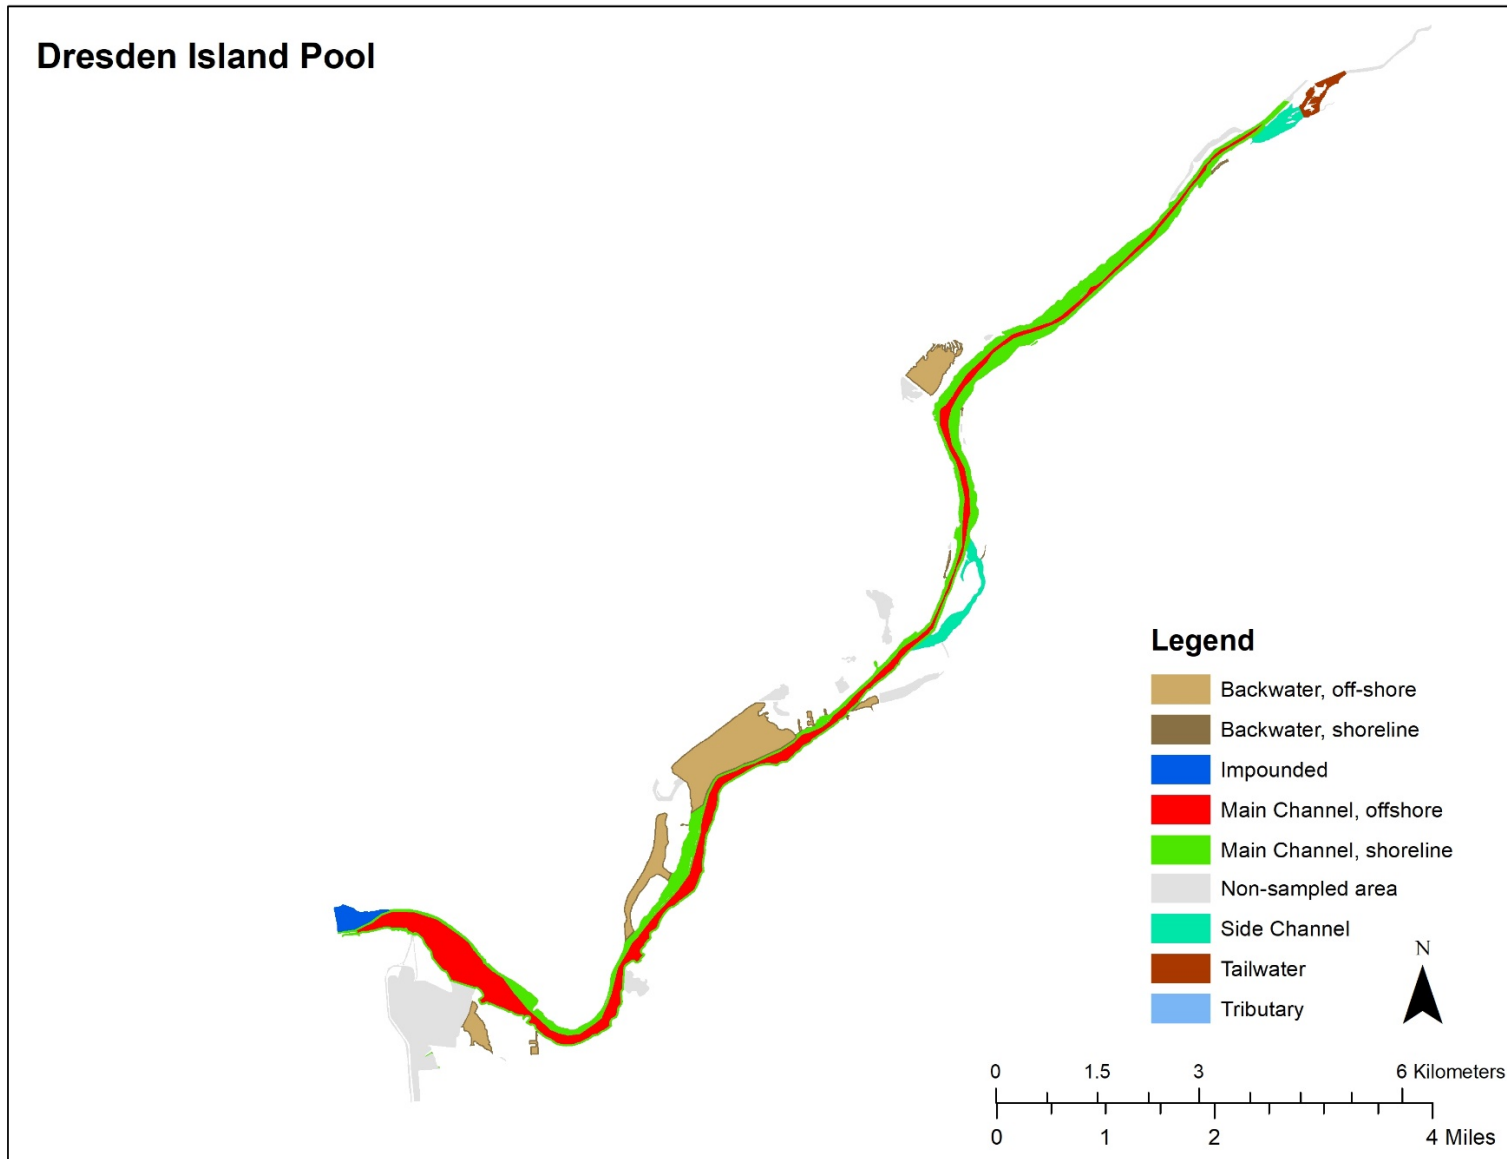 Dresden Island Pool
Legend
Backwater, off-shore
Backwater, shoreline
Impounded
Main Channel, offshore
Main Channel, shoreline
Non-sampled area
Side Channel
Tailwater
Tributary
N
0 1.5 3 6 Kilometers
0 1 2 4 Miles